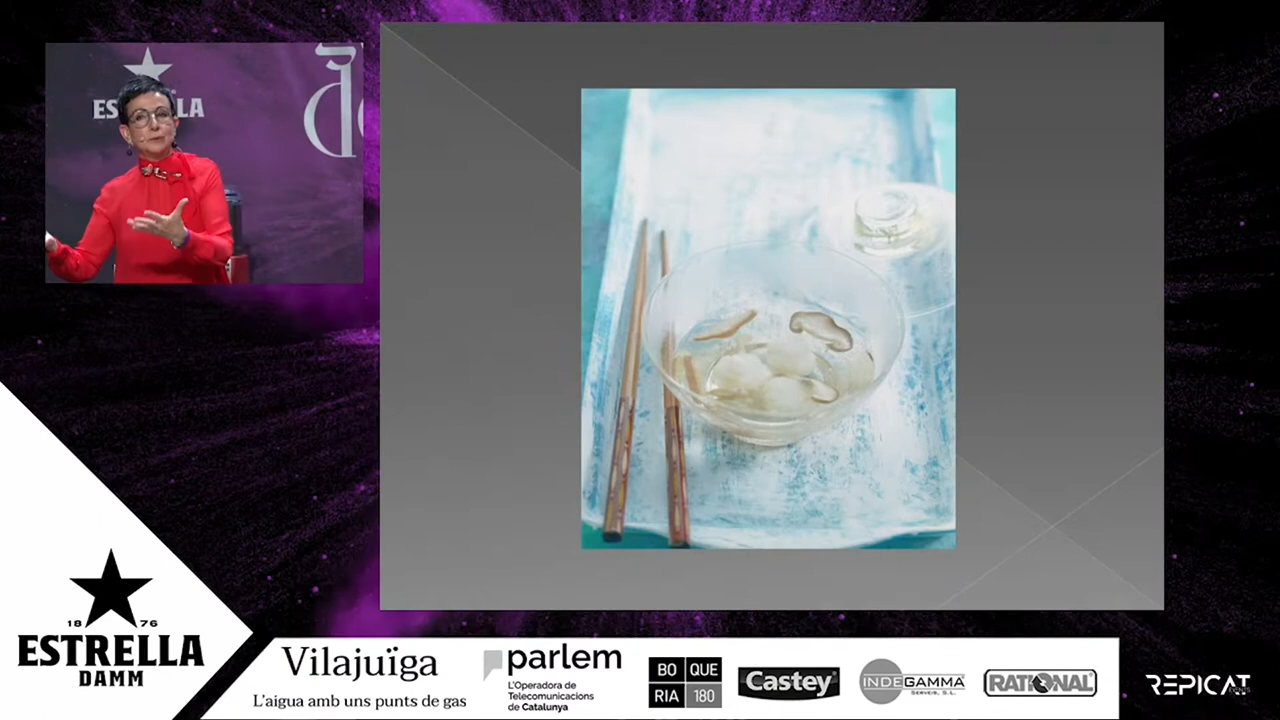 ESTRELLA
18 76
ESTRELLA
DAMM
Vilajuïga
L'aigua amb uns punts de gas
parlem
L'Operadora de
Telecomunicacions
de Catalunya
BO QUE
RIA 180
Castey
INDEGAMMA
SERVEIS, S.L.
RATIONAL
REPICAT